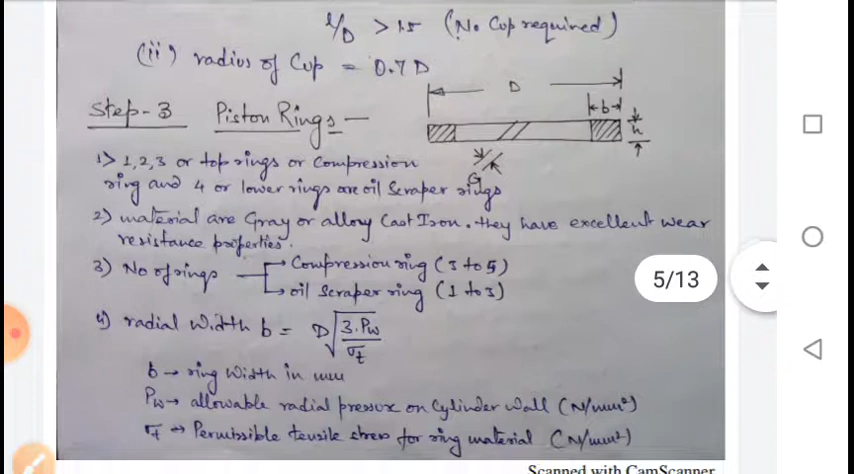 l/D > 1.5 (No Cup required)
(ii) radius of Cup = 0.7 D
Step-3 Piston Rings —
D
b
h
G
1> 1,2,3 or top rings or Compression
ring and 4 or lower rings are oil Scraper rings
2) material are Gray or alloy Cast Iron. they have excellent wear
resistance properties.
3) No of rings → Compression ring (3 to 5)
→ oil Scraper ring (1 to 3)
4) radial width b = D√(3.Pw/σt)
b → ring width in mm
Pw → allowable radial pressure on Cylinder wall (N/mm²)
σt → Permissible tensile stress for ring material (N/mm²)
5/13
Scanned with CamScanner